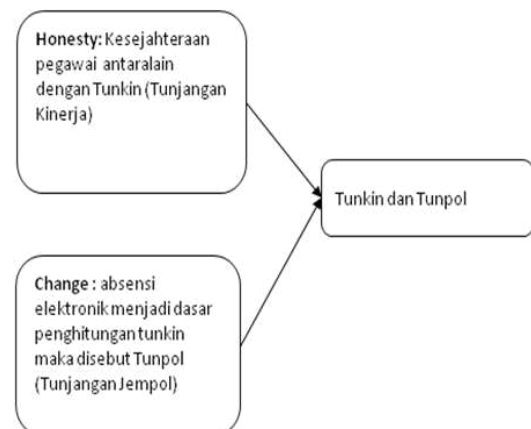 Honesty: Kesejahteraan
pegawai antaralain
dengan Tunkin (Tunjangan
Kinerja)
Tunkin dan Tunpol
Change : absensi
elektronik menjadi dasar
penghitungan tunkin
maka disebut Tunpol
(Tunjangan Jempol)